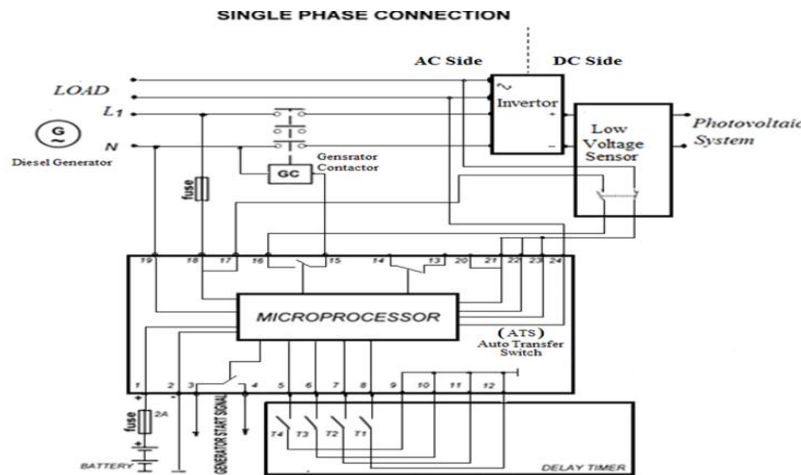 SINGLE PHASE CONNECTION
AC Side DC Side
LOAD
Invertor
L1
+
Photovoltaic
System
G
Diesel Generator
N
Gensrator
Contactor
GC
−
Low
Voltage
Sensor
fuse
19 18 17 16 15 14 13 20 21 22 23 24
MICROPROCESSOR
(ATS)
Auto Transfer
Switch
1 2 3 4 5 6 7 8 9 10 11 12
+ -
fuse 2A
+
GENERATOR START SIGNAL
T4 T3 T2 T1
BATTERY
DELAY TIMER